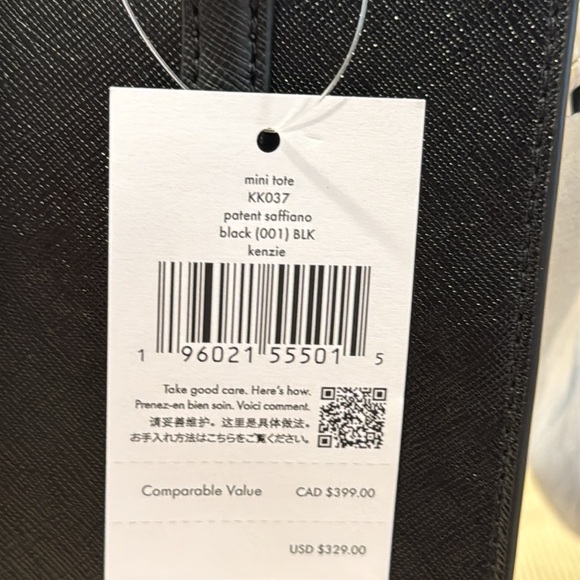 mini tote
KK037
patent saffiano
black (001) BLK
kenzie
1 96021 55501 5
Take good care. Here's how.
Prenez-en bien soin. Voici comment.
请妥善维护。这里是具体做法。
お手入れ方法はこちらをご覧ください。
Comparable Value CAD $399.00
USD $329.00